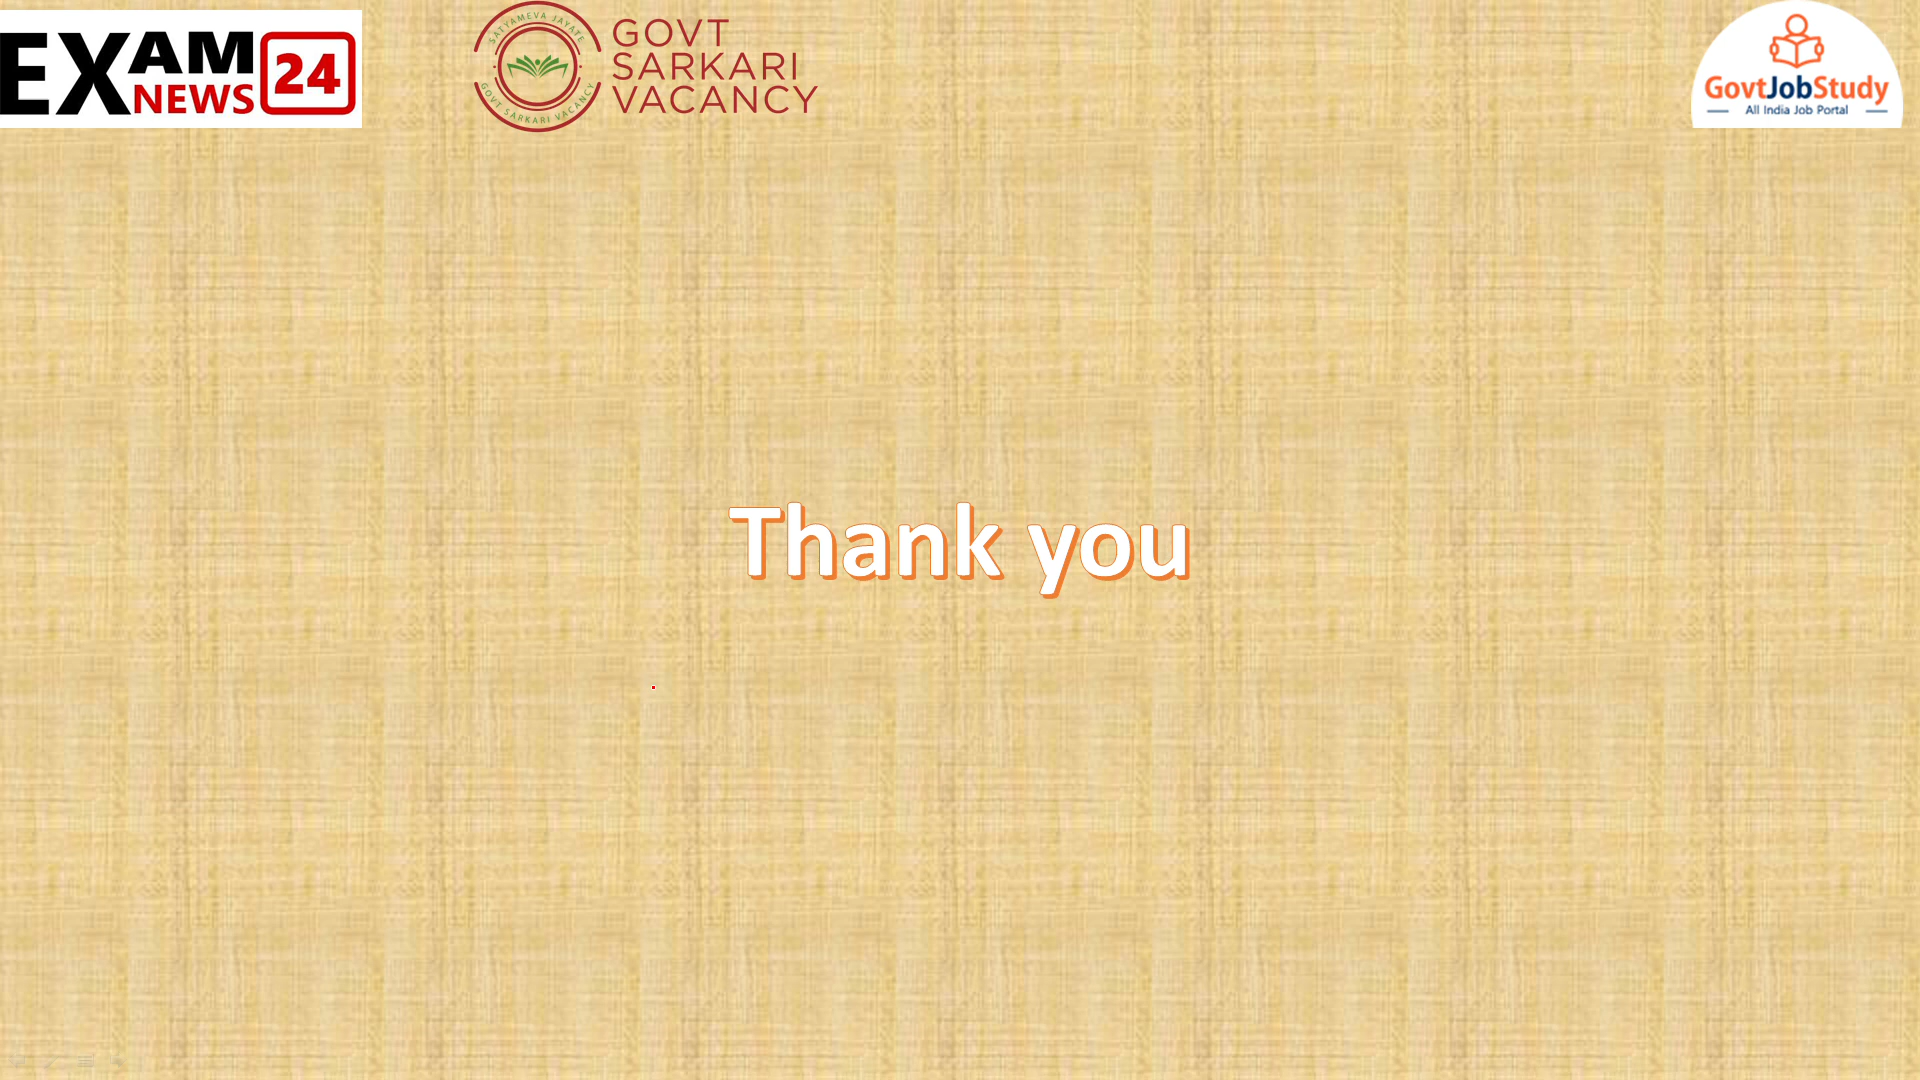 EXAM
NEWS 24
SATYAMEVA JAYATE
GOVT SARKARI VACANCY
GOVT
SARKARI
VACANCY
GovtJobStudy
All India Job Portal
Thank you